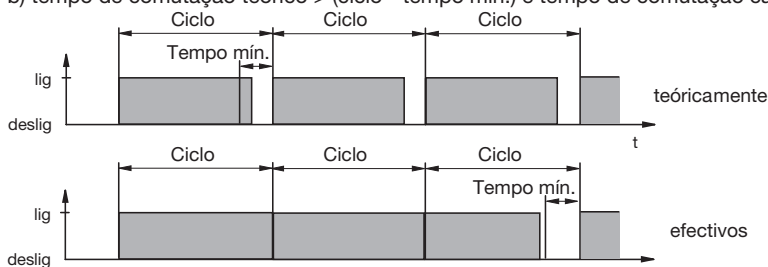 b) tempo de comutação teórico > (ciclo - tempo mín.) e tempo de comutação
Ciclo Ciclo Ciclo
Tempo mín.
lig
teóricamente
deslig
t
Ciclo Ciclo Ciclo
Tempo mín.
lig
efectivos
deslig